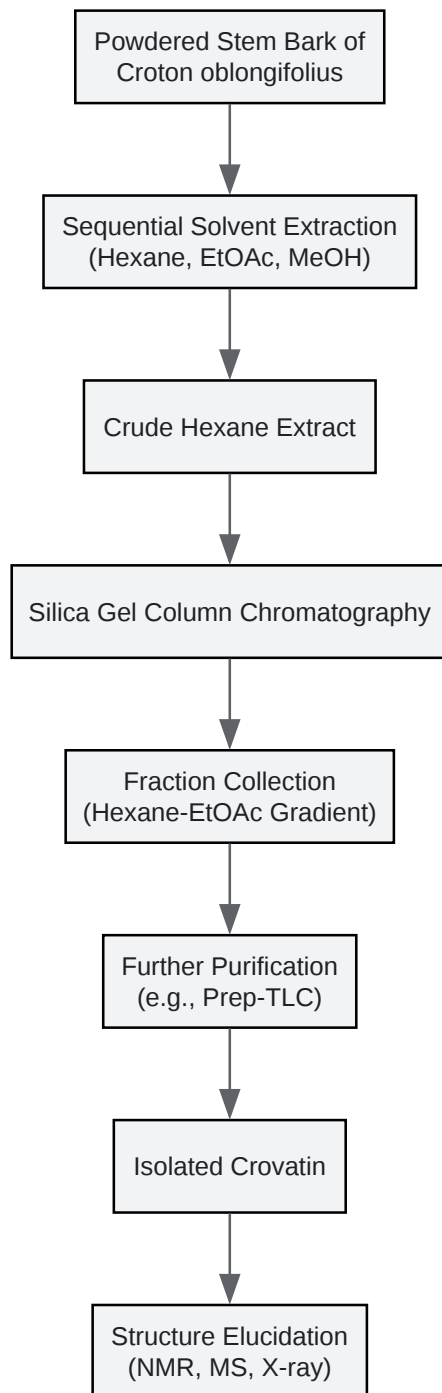 Powdered Stem Bark of
Croton oblongifolius
Sequential Solvent Extraction
(Hexane, EtOAc, MeOH)
Crude Hexane Extract
Silica Gel Column Chromatography
Fraction Collection
(Hexane-EtOAc Gradient)
Further Purification
(e.g., Prep-TLC)
Isolated Crovatin
Structure Elucidation
(NMR, MS, X-ray)